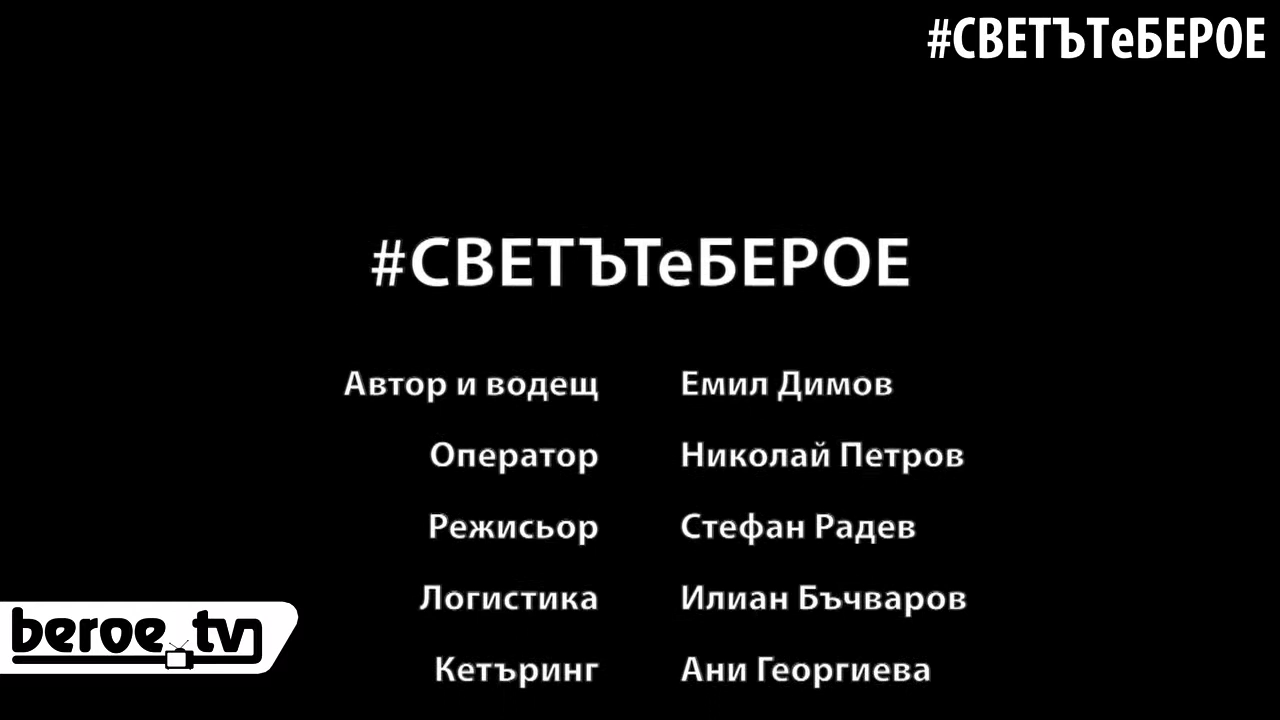 #СВЕТЪТеБЕРОЕ
#СВЕТЪТеБЕРОЕ
Автор и водещ Емил Димов
Оператор Николай Петров
Режисьор Стефан Радев
Логистика Илиан Бъчваров
Кетъринг Ани Георгиева
beroe.tv